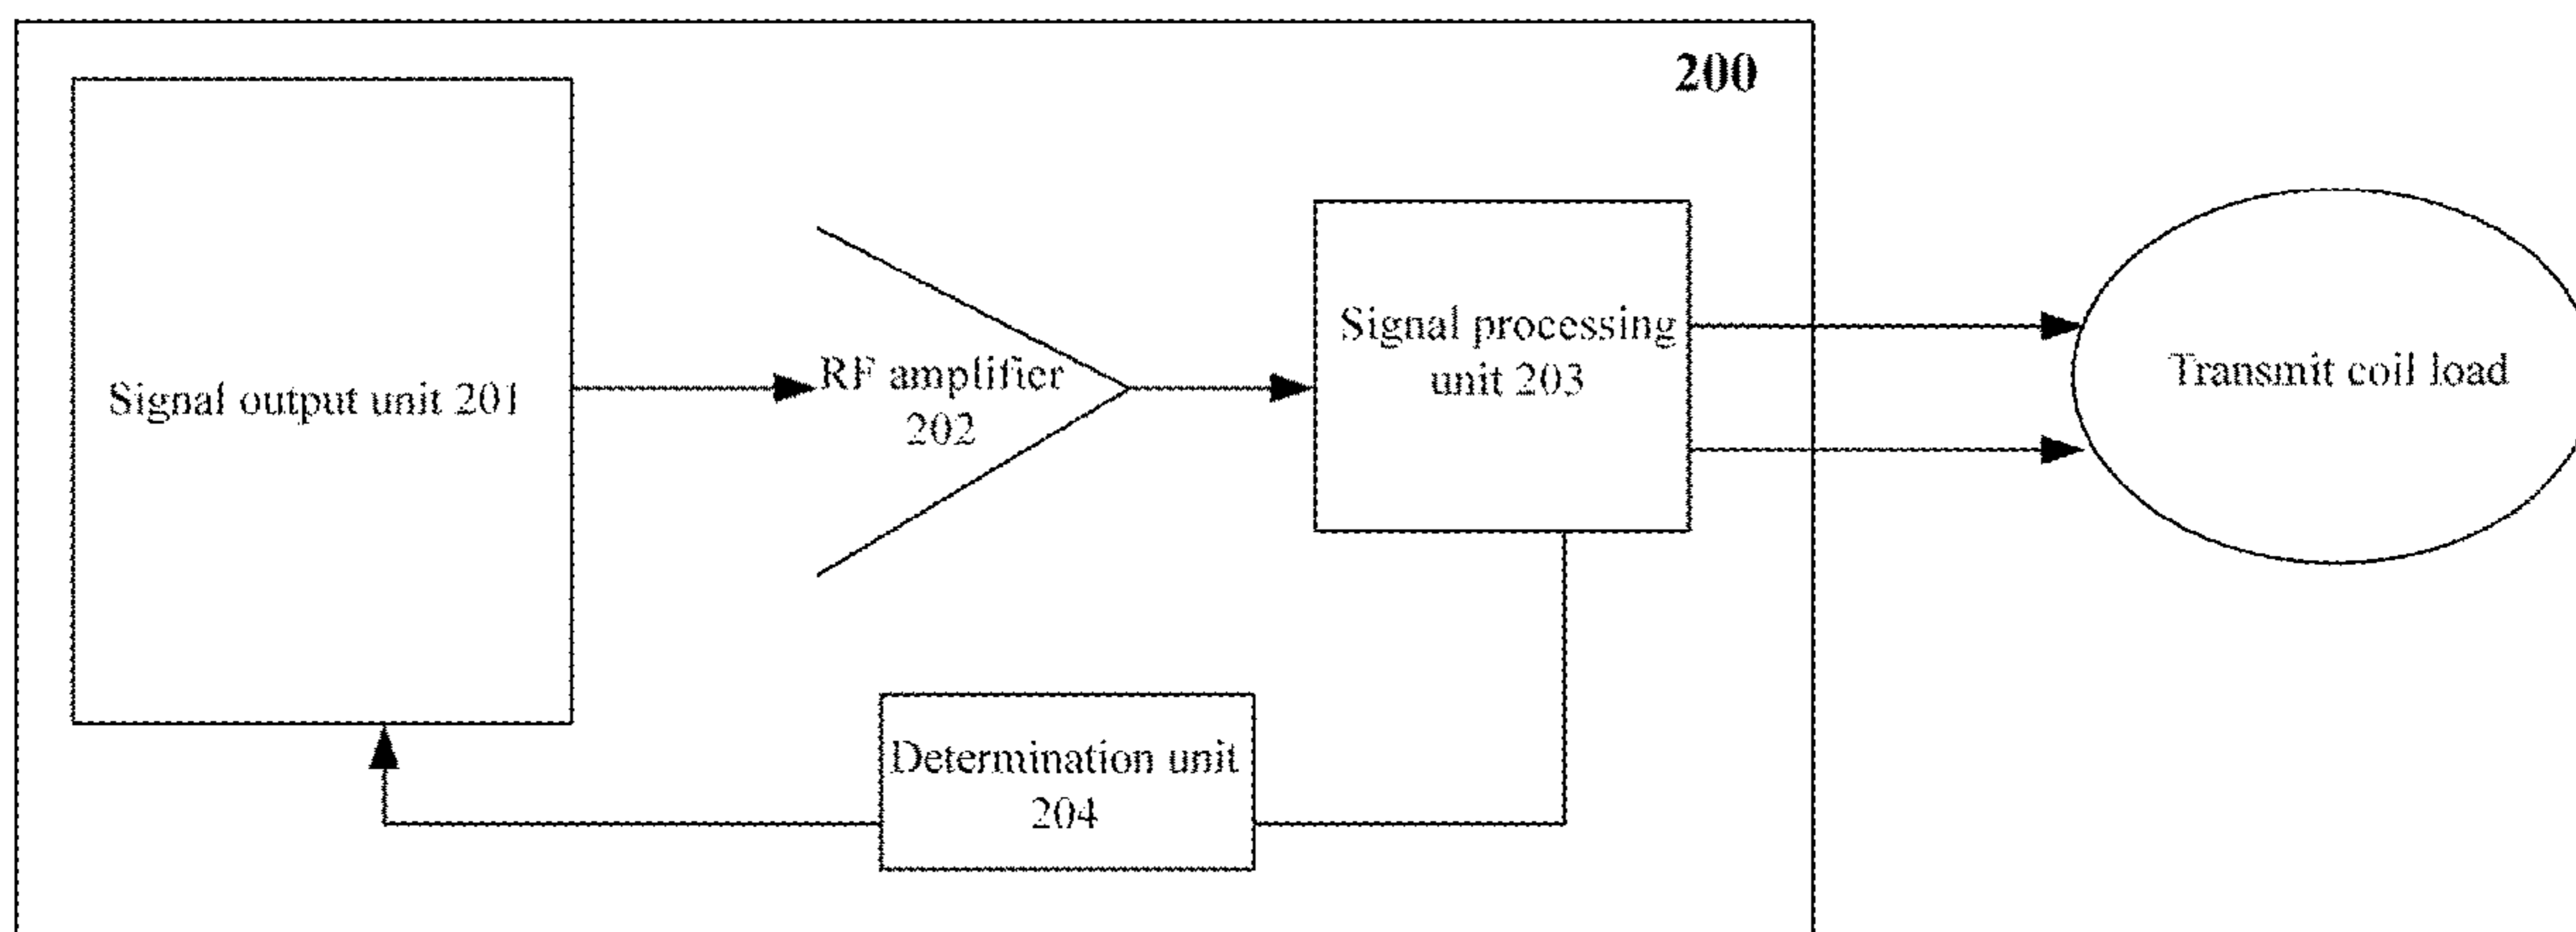 200
Signal output unit 201
RF amplifier
202
Signal processing
unit 203
Transmit coil load
Determination unit
204